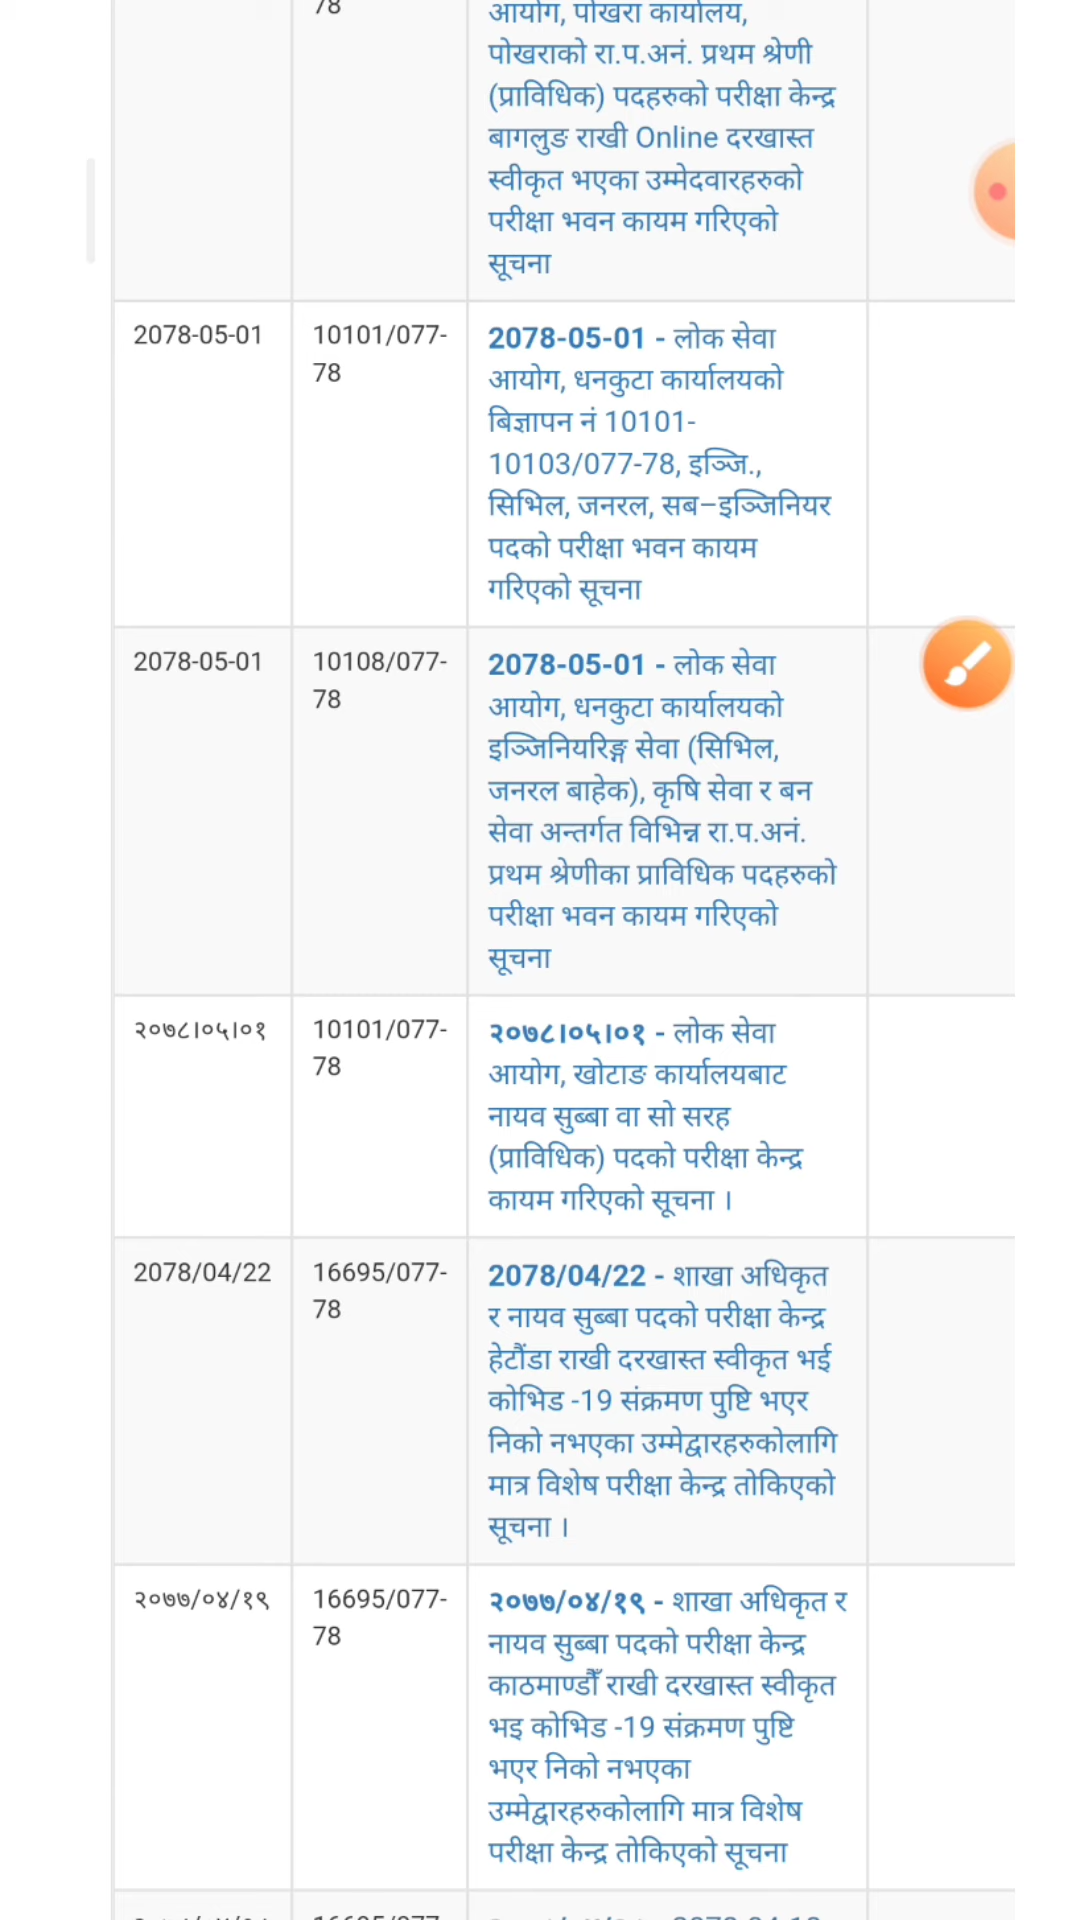 78
आयोग, पोखरा कार्यालय,
पोखराको रा.प.अनं. प्रथम श्रेणी
(प्राविधिक) पदहरुको परीक्षा केन्द्र
बागलुङ राखी Online दरखास्त
स्वीकृत भएका उम्मेदवारहरुको
परीक्षा भवन कायम गरिएको
सूचना
2078-05-01
10101/077-
78
2078-05-01 - लोक सेवा
आयोग, धनकुटा कार्यालयको
बिज्ञापन नं 10101-
10103/077-78, इञ्जि.,
सिभिल, जनरल, सब–इञ्जिनियर
पदको परीक्षा भवन कायम
गरिएको सूचना
2078-05-01
10108/077-
78
2078-05-01 - लोक सेवा
आयोग, धनकुटा कार्यालयको
इञ्जिनियरिङ्ग सेवा (सिभिल,
जनरल बाहेक), कृषि सेवा र बन
सेवा अन्तर्गत विभिन्न रा.प.अनं.
प्रथम श्रेणीका प्राविधिक पदहरुको
परीक्षा भवन कायम गरिएको
सूचना
२०७८।०५।०१
10101/077-
78
२०७८।०५।०१ - लोक सेवा
आयोग, खोटाङ कार्यालयबाट
नायव सुब्बा वा सो सरह
(प्राविधिक) पदको परीक्षा केन्द्र
कायम गरिएको सूचना ।
2078/04/22
16695/077-
78
2078/04/22 - शाखा अधिकृत
र नायव सुब्बा पदको परीक्षा केन्द्र
हेटौंडा राखी दरखास्त स्वीकृत भई
कोभिड -19 संक्रमण पुष्टि भएर
निको नभएका उम्मेद्वारहरुकोलागि
मात्र विशेष परीक्षा केन्द्र तोकिएको
सूचना ।
२०७७/०४/१९
16695/077-
78
२०७७/०४/१९ - शाखा अधिकृत र
नायव सुब्बा पदको परीक्षा केन्द्र
काठमाण्डौँ राखी दरखास्त स्वीकृत
भइ कोभिड -19 संक्रमण पुष्टि
भएर निको नभएका
उम्मेद्वारहरुकोलागि मात्र विशेष
परीक्षा केन्द्र तोकिएको सूचना